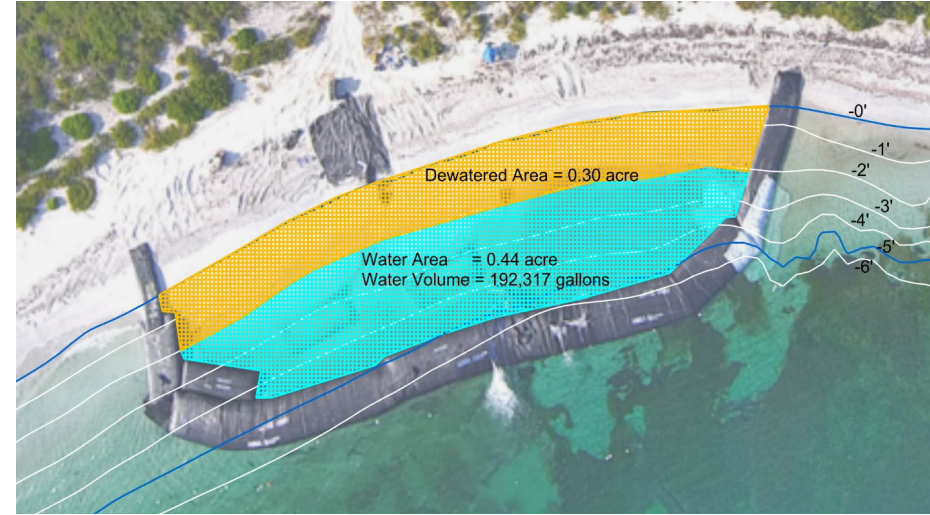 -0'
-1'
Dewatered Area = 0.30 acre
-2'
-3'
-4'
-5'
Water Area = 0.44 acre
-6'
Water Volume = 192,317 gallons